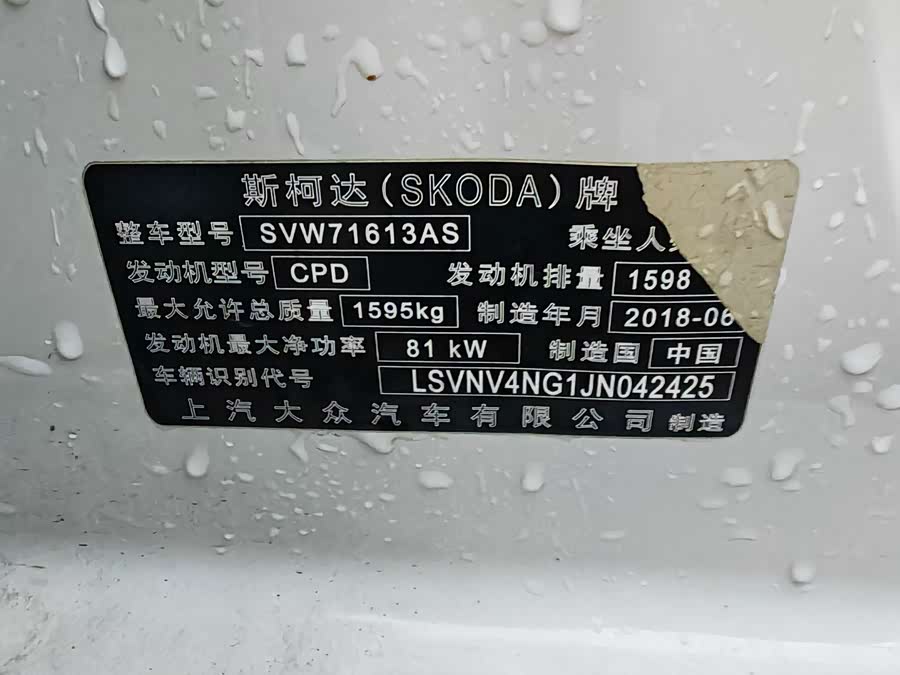 斯柯达(SKODA)牌
整车型号 SVW71613AS 乘坐人
发动机型号 CPD 发动机排量 1598
最大允许总质量 1595kg 制造年月 2018-06
发动机最大净功率 81 kW 制造国 中国
车辆识别代号 LSVNV4NG1JN042425
上汽大众汽车有限公司 制造